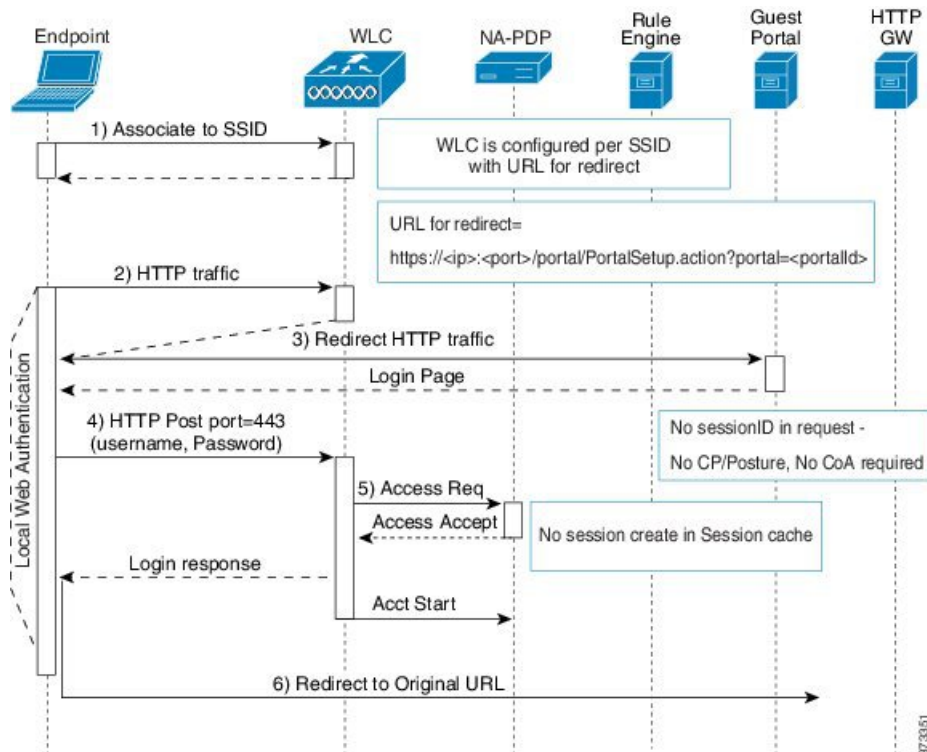 Endpoint
WLC
NA-PDP
Rule
Engine
Guest
Portal
HTTP
GW
1) Associate to SSID
WLC is configured per SSID
with URL for redirect
URL for redirect=
https://<ip>:<port>/portal/PortalSetup.action?portal=<portalId>
2) HTTP traffic
3) Redirect HTTP traffic
Login Page
Local Web Authentication
4) HTTP Post port=443
(username, Password)
No sessionID in request -
No CP/Posture, No CoA required
5) Access Req
Access Accept
No session create in Session cache
Login response
Acct Start
6) Redirect to Original URL